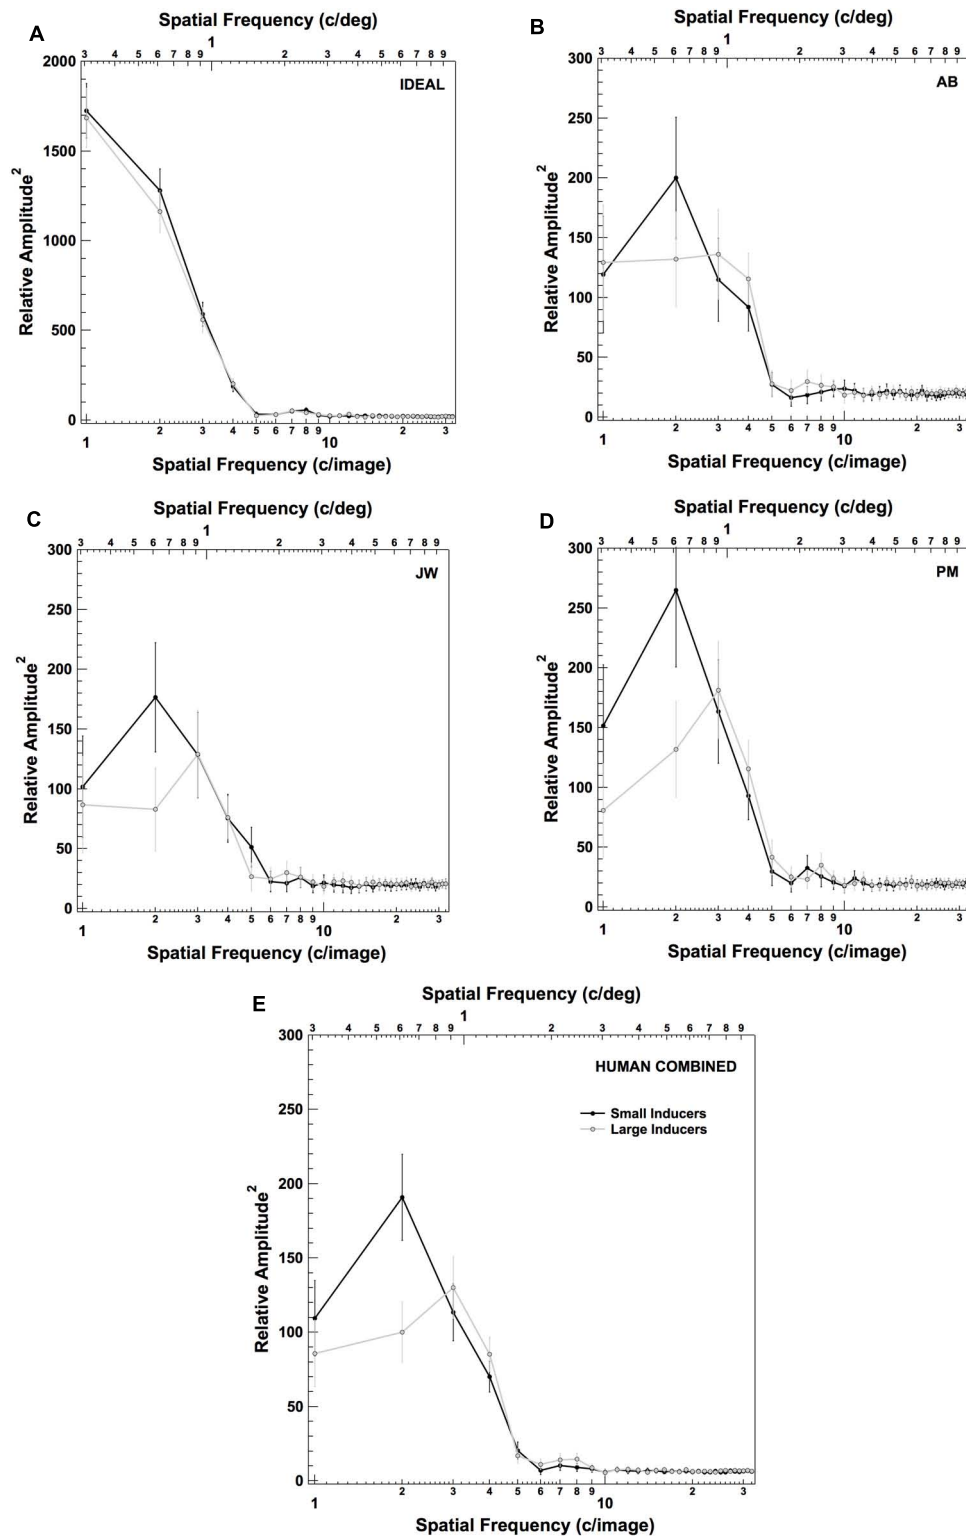 A
Spatial Frequency (c/deg)
1
3 4 5 6 7 8 9 2 3 4 5 6 7 8 9
IDEAL
Relative Amplitude²
2000
1500
1000
500
0
2 3 4 5 6 7 8 9 2 3
1 10
Spatial Frequency (c/image)
B
Spatial Frequency (c/deg)
1
3 4 5 6 7 8 9 2 3 4 5 6 7 8 9
AB
Relative Amplitude²
300
250
200
150
100
50
0
2 3 4 5 6 7 8 9 2 3
1 10
Spatial Frequency (c/image)
C
Spatial Frequency (c/deg)
1
3 4 5 6 7 8 9 2 3 4 5 6 7 8 9
JW
Relative Amplitude²
300
250
200
150
100
50
0
2 3 4 5 6 7 8 9 2 3
1 10
Spatial Frequency (c/image)
D
Spatial Frequency (c/deg)
1
3 4 5 6 7 8 9 2 3 4 5 6 7 8 9
PM
Relative Amplitude²
300
250
200
150
100
50
0
2 3 4 5 6 7 8 9 2 3
1 10
Spatial Frequency (c/image)
E
Spatial Frequency (c/deg)
1
3 4 5 6 7 8 9 2 3 4 5 6 7 8 9
HUMAN COMBINED
Small Inducers
Large Inducers
Relative Amplitude²
300
250
200
150
100
50
0
2 3 4 5 6 7 8 9 2 3
1 10
Spatial Frequency (c/image)